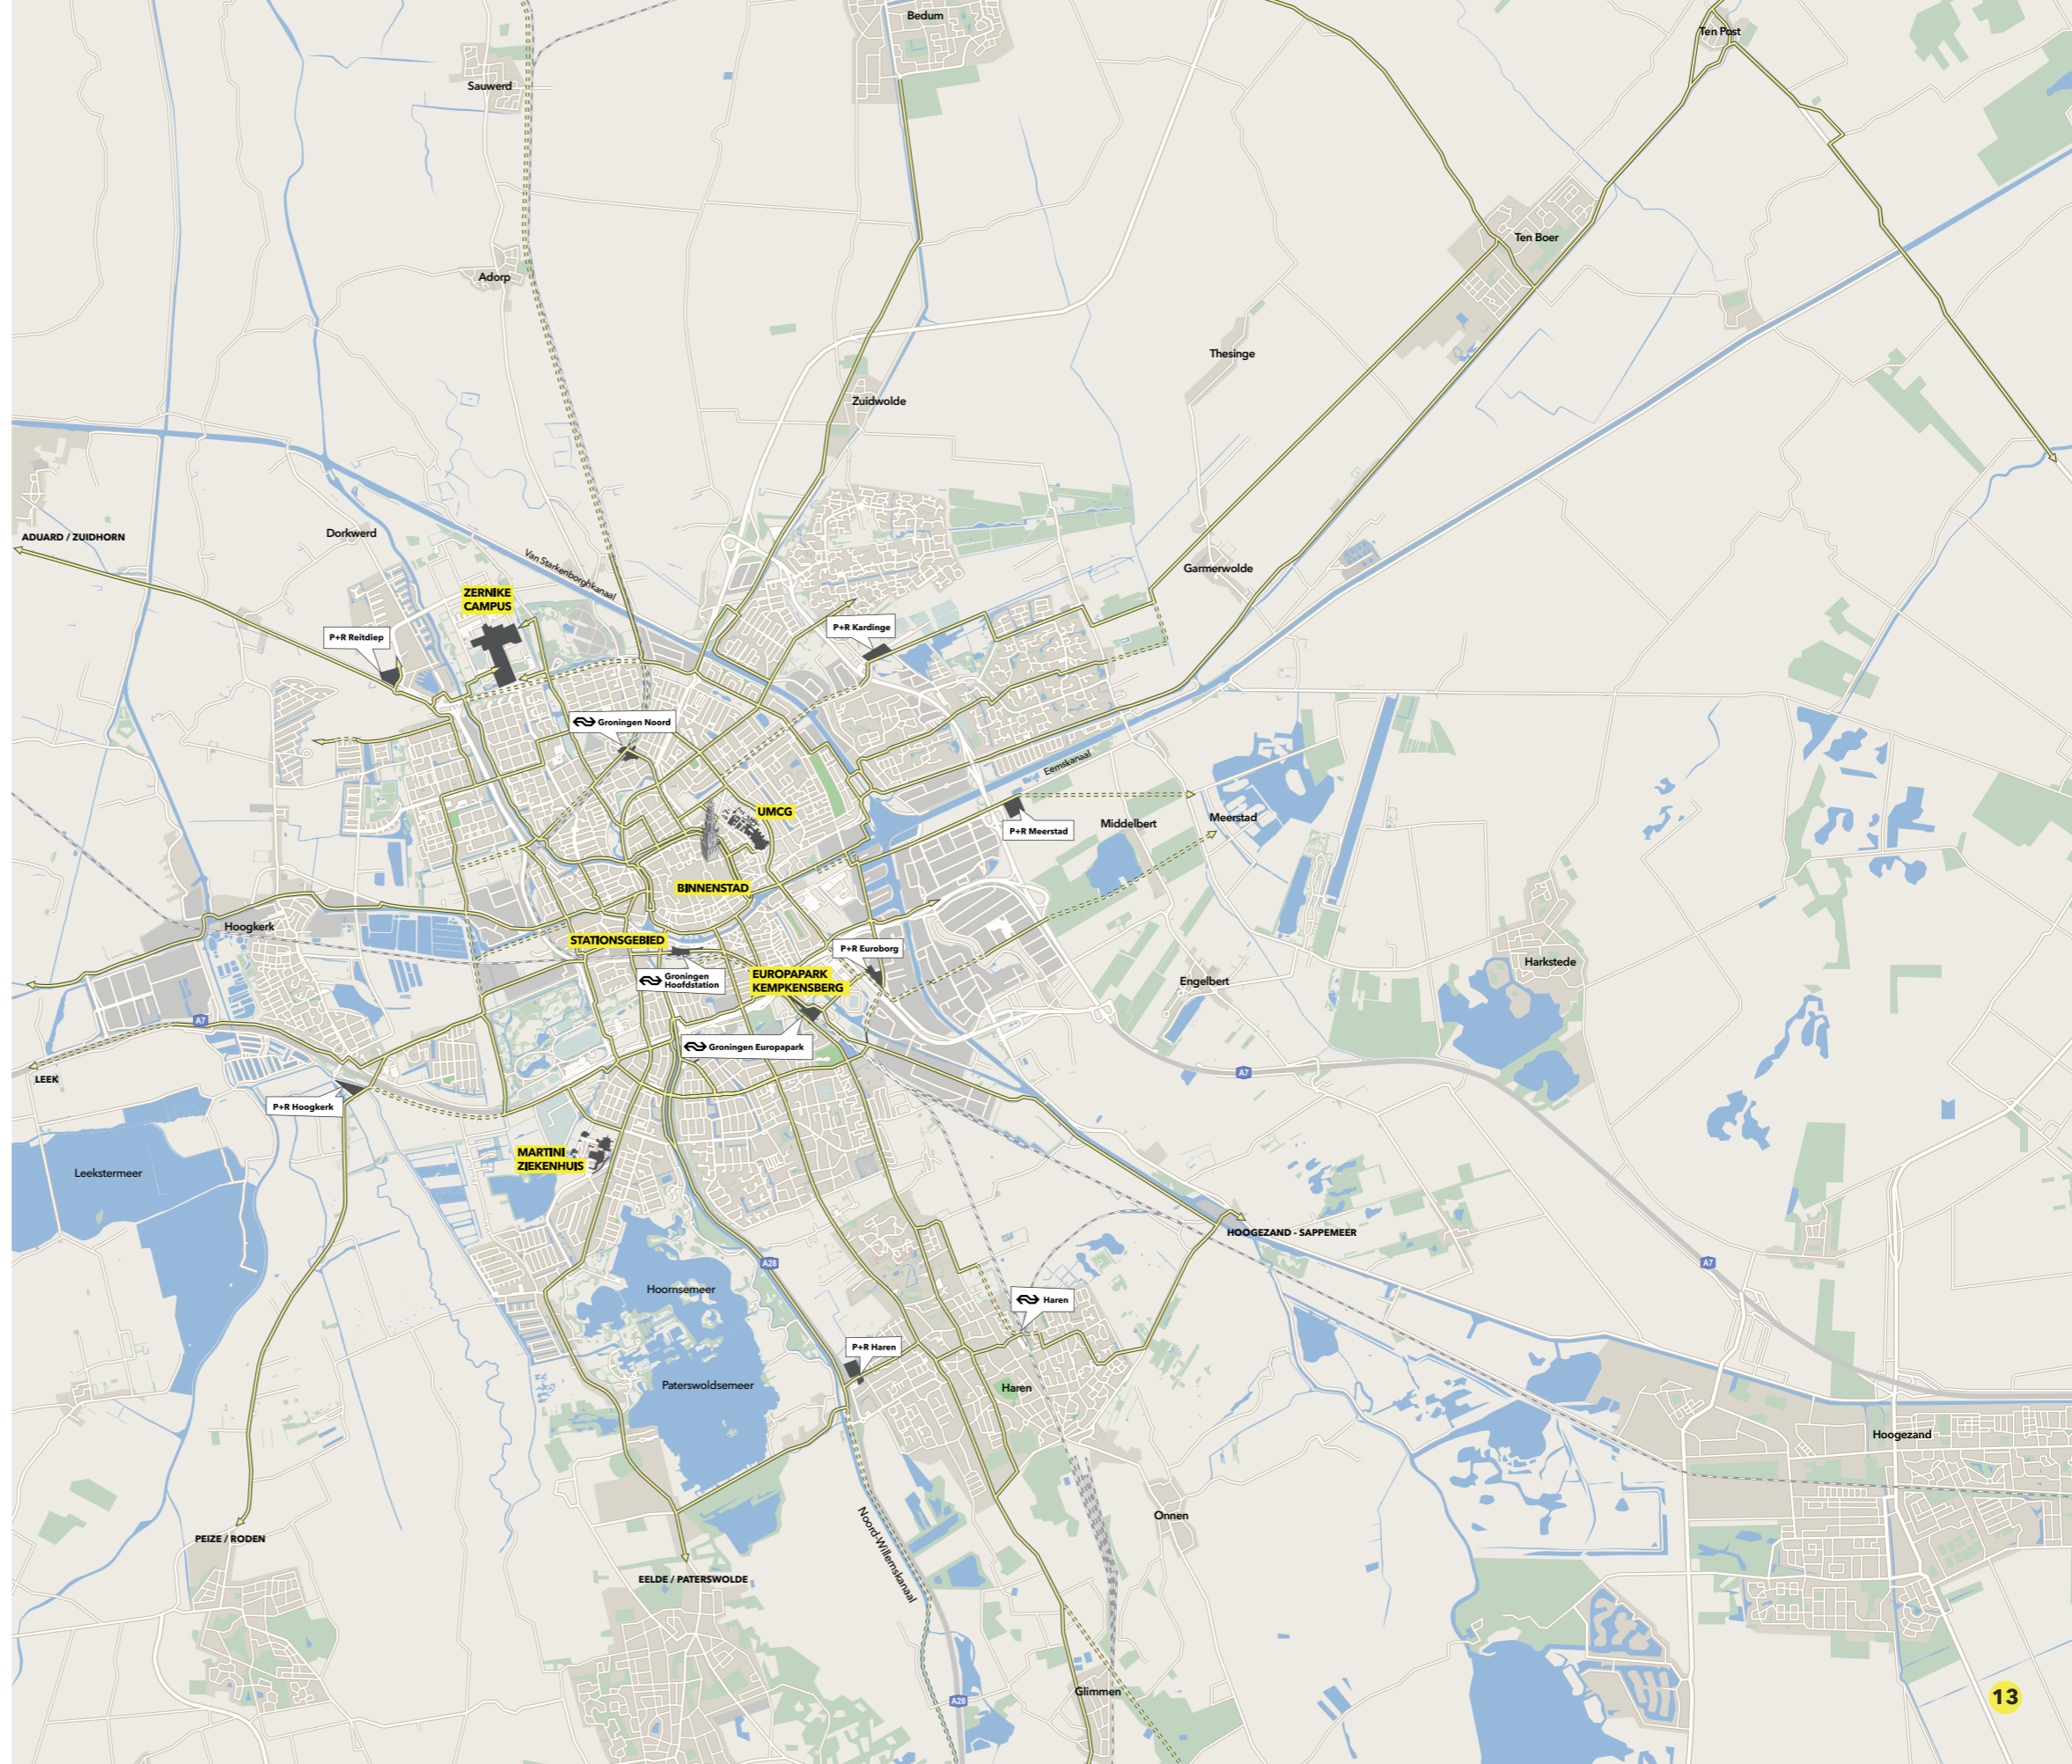 Bedum
Ten Post
Sauwerd
Ten Boer
Adorp
Thesinge
Zuidwolde
ADUARD / ZUIDHORN
Dorkwerd
Van Starkenborghkanaal
Garmerwolde
ZERNIKE
CAMPUS
P+R Reitdiep
P+R Kardinge
Groningen Noord
Eemskanaal
UMCG
P+R Meerstad
Middelbert
Meerstad
BINNENSTAD
Hoogkerk
STATIONSGEBIED
P+R Euroborg
Harkstede
Groningen
Hoofdstation
EUROPAPARK
KEMPKENSBERG
Engelbert
A7
Groningen Europapark
LEEK
A7
P+R Hoogkerk
MARTINI
ZIEKENHUIS
Leekstermeer
HOOGEZAND - SAPPEMEER
A28
A7
Hoornsemeer
Haren
P+R Haren
Paterswoldsemeer
Haren
Hoogezand
Noord-Willemskanaal
Onnen
PEIZE / RODEN
EELDE / PATERSWOLDE
Glimmen
A28
13